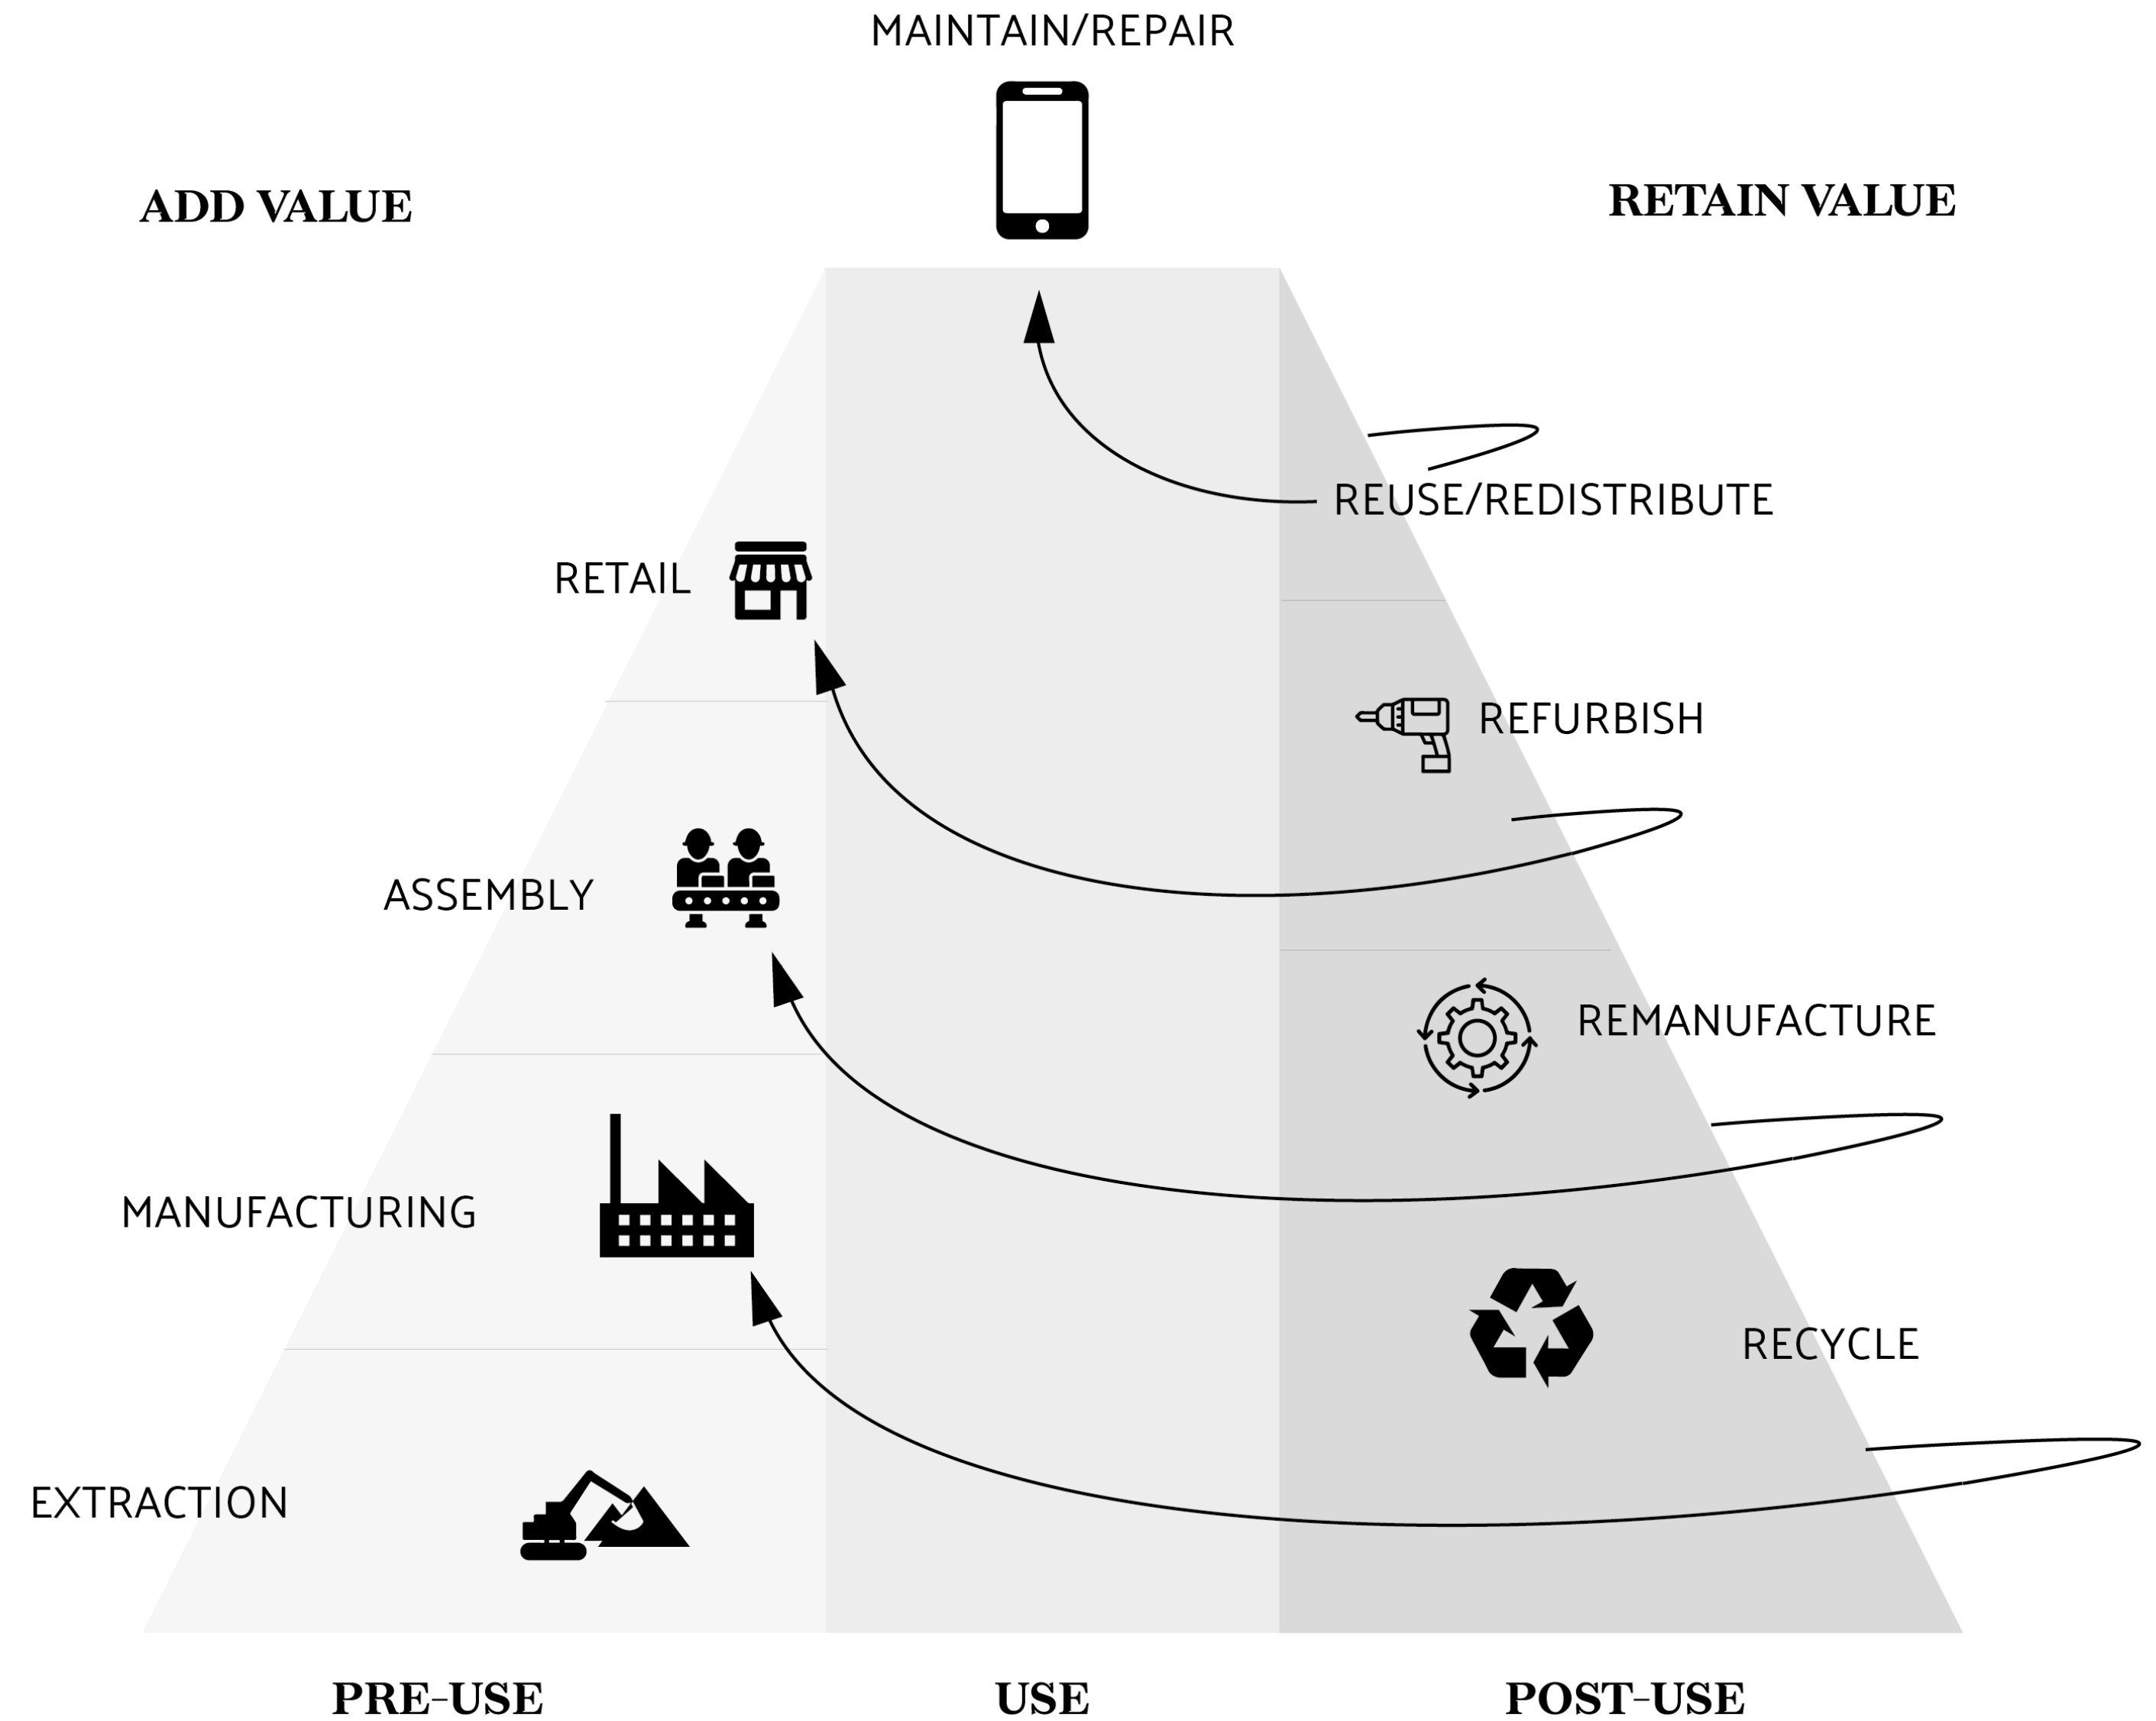 MAINTAIN/REPAIR
ADD VALUE
RETAIN VALUE
REUSE/REDISTRIBUTE
RETAIL
REFURBISH
ASSEMBLY
REMANUFACTURE
MANUFACTURING
RECYCLE
EXTRACTION
PRE-USE
USE
POST-USE